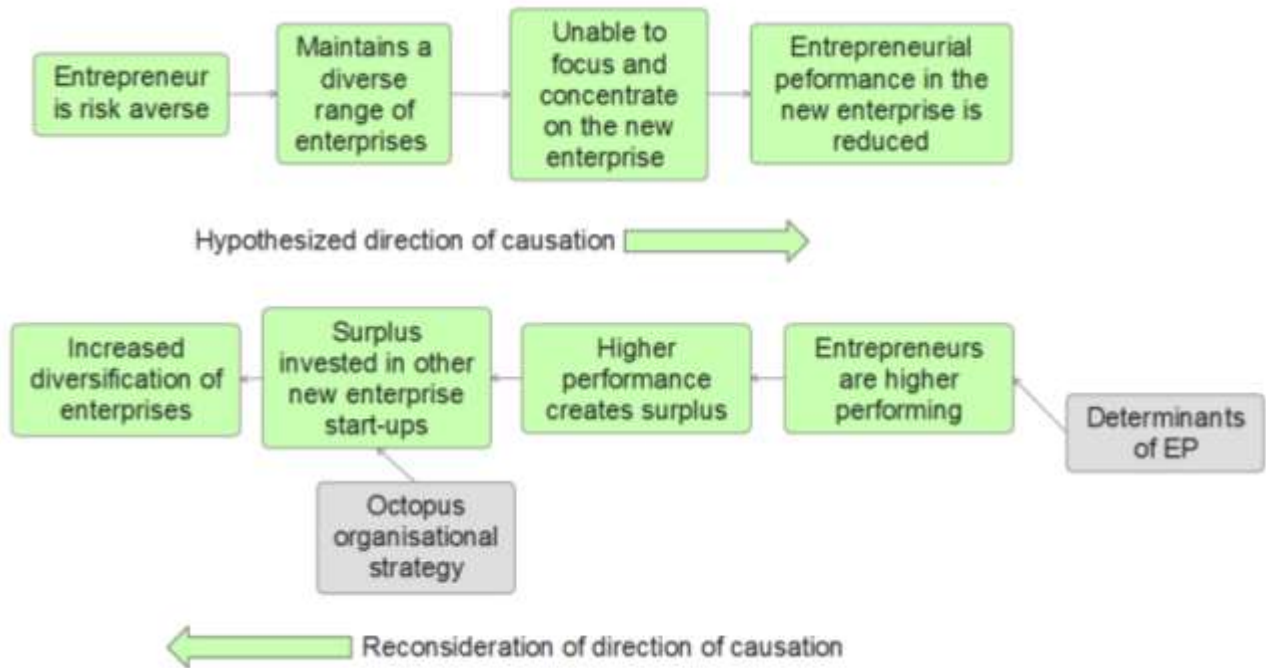 Entrepreneur
is risk averse
Maintains a
diverse
range of
enterprises
Unable to
focus and
concentrate
on the new
enterprise
Entrepreneurial
peformance in the
new enterprise is
reduced
Hypothesized direction of causation
Increased
diversification of
enterprises
Surplus
invested in other
new enterprise
start-ups
Higher
performance
creates surplus
Entrepreneurs
are higher
performing
Determinants
of EP
Octopus
organisational
strategy
Reconsideration of direction of causation